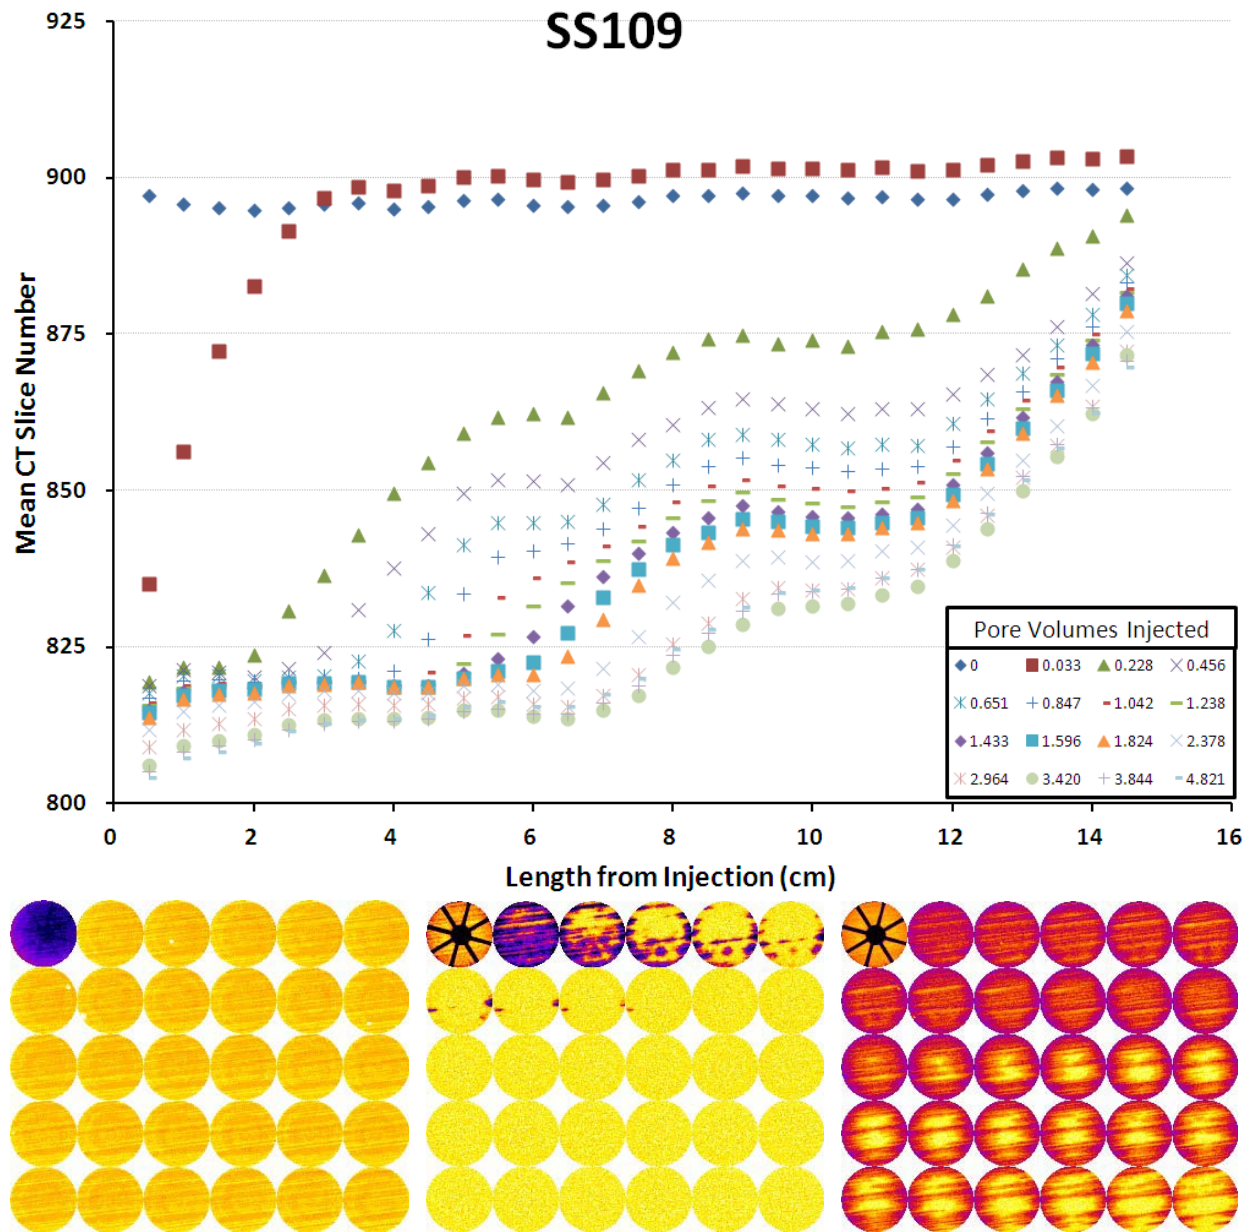 SS109
925
900
875
850
825
800
Mean CT Slice Number
0 2 4 6 8 10 12 14 16
Length from Injection (cm)
Pore Volumes Injected
0 0.033 0.228 0.456
0.651 0.847 1.042 1.238
1.433 1.596 1.824 2.378
2.964 3.420 3.844 4.821